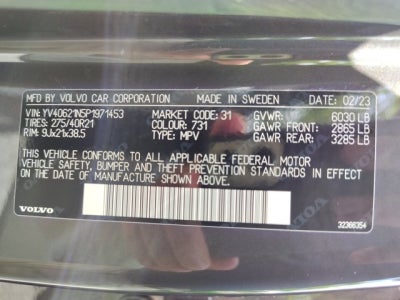 MFD BY VOLVO CAR CORPORATION MADE IN SWEDEN DATE: 02/23
VIN: YV40621N5P1971453 MARKET CODE: 31 GVWR: 6030 LB
TIRES: 275/40R21 COLOUR: 731 GAWR FRONT: 2865 LB
RIM: 9Jx21x38.5 TYPE: MPV GAWR REAR: 3285 LB
THIS VEHICLE CONFORMS TO ALL APPLICABLE FEDERAL MOTOR
VEHICLE SAFETY, BUMPER, AND THEFT PREVENTION STANDARDS IN EFFECT
ON THE DATE OF MANUFACTURE SHOWN ABOVE.
VOLVO 32366354